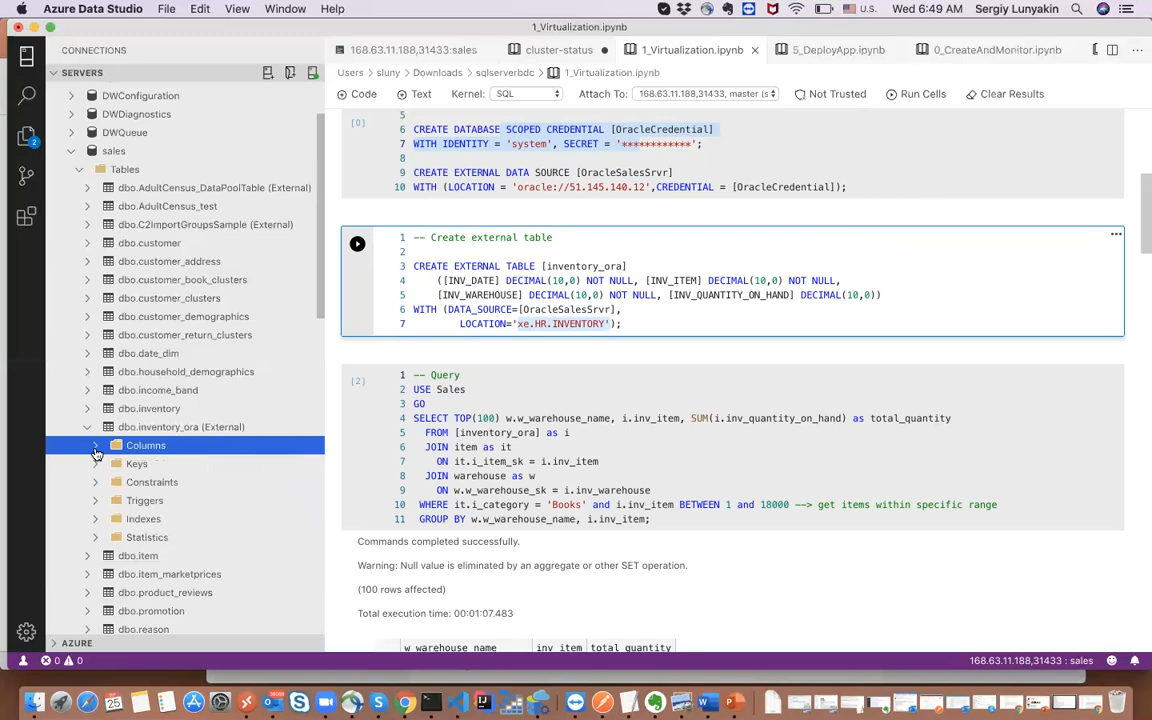 Azure Data Studio File Edit View Window Help U.S. Wed 6:49 AM Sergiy Lunyakin
1_Virtualization.ipynb
CONNECTIONS
168.63.11.188,31433:sales cluster-status 1_Virtualization.ipynb 5_DeployApp.ipynb 0_CreateAndMonitor.ipynb
SERVERS
Users sluny Downloads sqlserverbdc 1_Virtualization.ipynb
Code Text Kernel: SQL Attach To: 168.63.11.188,31433, master (s Not Trusted Run Cells Clear Results
DWConfiguration
DWDiagnostics
DWQueue
sales
Tables
dbo.AdultCensus_DataPoolTable (External)
dbo.AdultCensus_test
dbo.C2ImportGroupsSample (External)
dbo.customer
dbo.customer_address
dbo.customer_book_clusters
dbo.customer_clusters
dbo.customer_demographics
dbo.customer_return_clusters
dbo.date_dim
dbo.household_demographics
dbo.income_band
dbo.inventory
dbo.inventory_ora (External)
Columns
Keys
Constraints
Triggers
Indexes
Statistics
dbo.item
dbo.item_marketprices
dbo.product_reviews
dbo.promotion
dbo.reason
AZURE
2
5
[0]
6 CREATE DATABASE SCOPED CREDENTIAL [OracleCredential]
7 WITH IDENTITY = 'system', SECRET = '************';
8
9 CREATE EXTERNAL DATA SOURCE [OracleSalesSrvr]
10 WITH (LOCATION = 'oracle://51.145.140.12',CREDENTIAL = [OracleCredential]);
1 -- Create external table
2
3 CREATE EXTERNAL TABLE [inventory_ora]
4 ([INV_DATE] DECIMAL(10,0) NOT NULL, [INV_ITEM] DECIMAL(10,0) NOT NULL,
5 [INV_WAREHOUSE] DECIMAL(10,0) NOT NULL, [INV_QUANTITY_ON_HAND] DECIMAL(10,0))
6 WITH (DATA_SOURCE=[OracleSalesSrvr],
7 LOCATION='xe.HR.INVENTORY');
[2]
1 -- Query
2 USE Sales
3 GO
4 SELECT TOP(100) w.w_warehouse_name, i.inv_item, SUM(i.inv_quantity_on_hand) as total_quantity
5 FROM [inventory_ora] as i
6 JOIN item as it
7 ON it.i_item_sk = i.inv_item
8 JOIN warehouse as w
9 ON w.w_warehouse_sk = i.inv_warehouse
10 WHERE it.i_category = 'Books' and i.inv_item BETWEEN 1 and 18000 --> get items within specific range
11 GROUP BY w.w_warehouse_name, i.inv_item;
Commands completed successfully.
Warning: Null value is eliminated by an aggregate or other SET operation.
(100 rows affected)
Total execution time: 00:01:07.483
w_warehouse_name inv_item total_quantity
0 0 168.63.11.188,31433 : sales